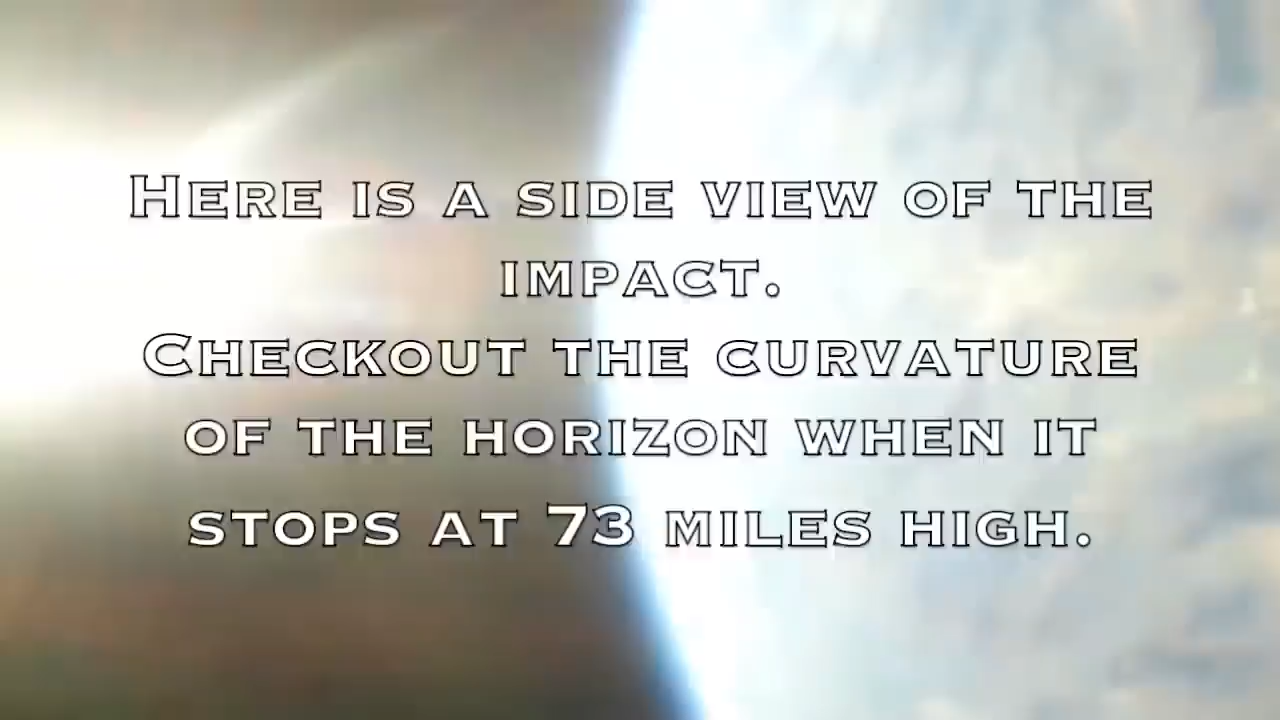 Here is a side view of the
impact.
Checkout the curvature
of the horizon when it
stops at 73 miles high.